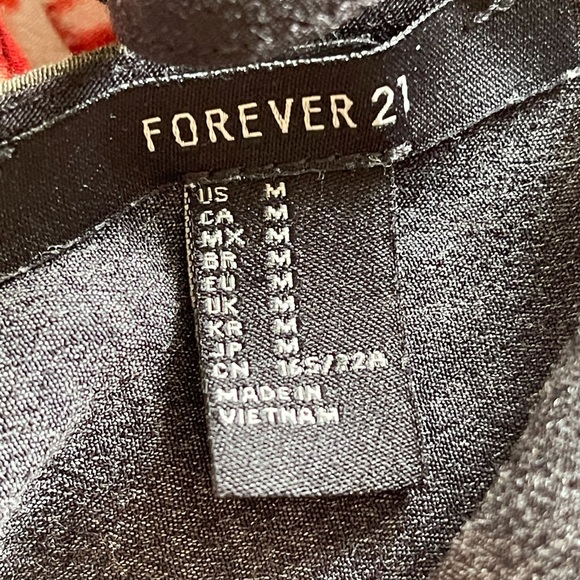 FOREVER 21
US M
CA M
MX M
BR M
EU M
UK M
KR M
JP M
CN 165/72A
MADE IN
VIETNAM